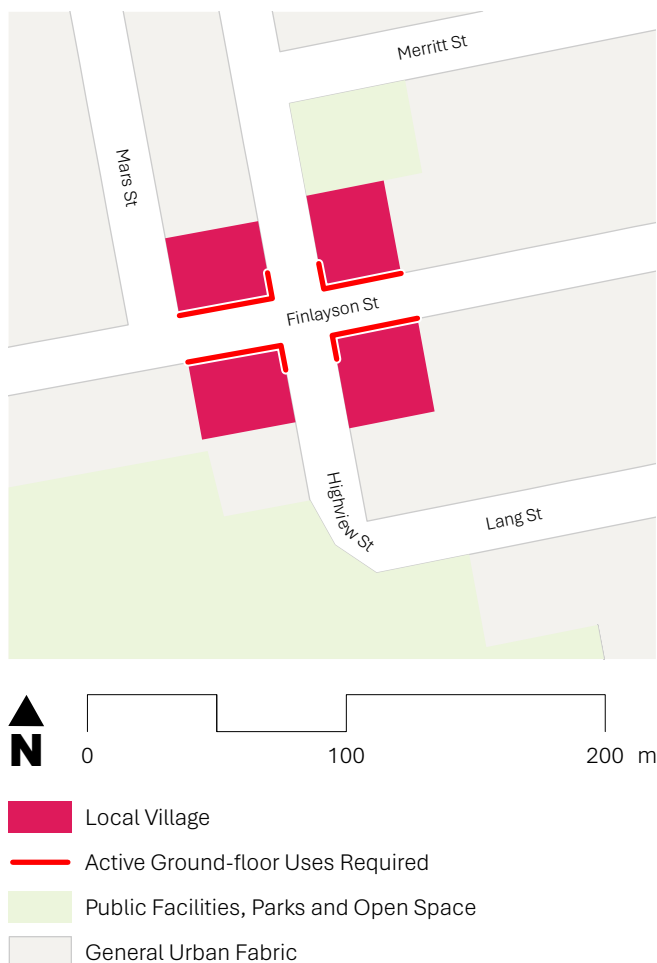 Merritt St
Mars St
Finlayson St
Highview St
Lang St
N
0 100 200 m
Local Village
Active Ground-floor Uses Required
Public Facilities, Parks and Open Space
General Urban Fabric